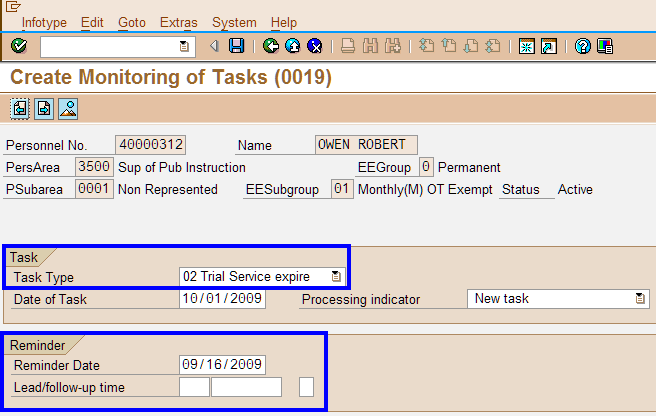 Infotype Edit Goto Extras System Help
Create Monitoring of Tasks (0019)
Personnel No. 40000312 Name OWEN ROBERT
PersArea 3500 Sup of Pub Instruction EEGroup 0 Permanent
PSubarea 0001 Non Represented EESubgroup 01 Monthly(M) OT Exempt Status Active
Task
Task Type 02 Trial Service expire
Date of Task 10/01/2009 Processing indicator New task
Reminder
Reminder Date 09/16/2009
Lead/follow-up time